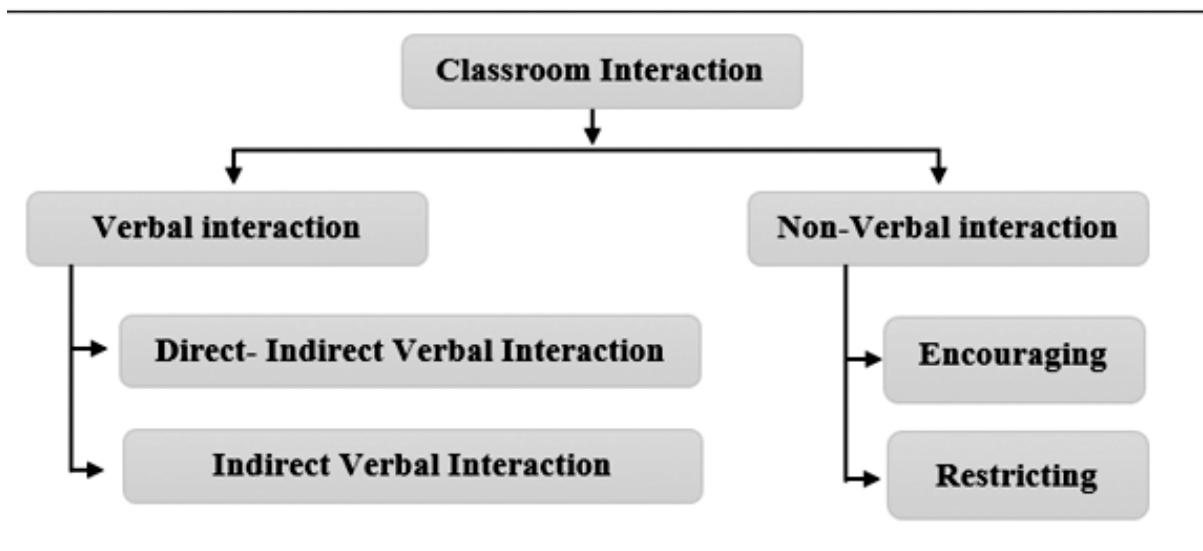 Classroom Interaction
Verbal interaction
Non-Verbal interaction
Direct- Indirect Verbal Interaction
Encouraging
Indirect Verbal Interaction
Restricting